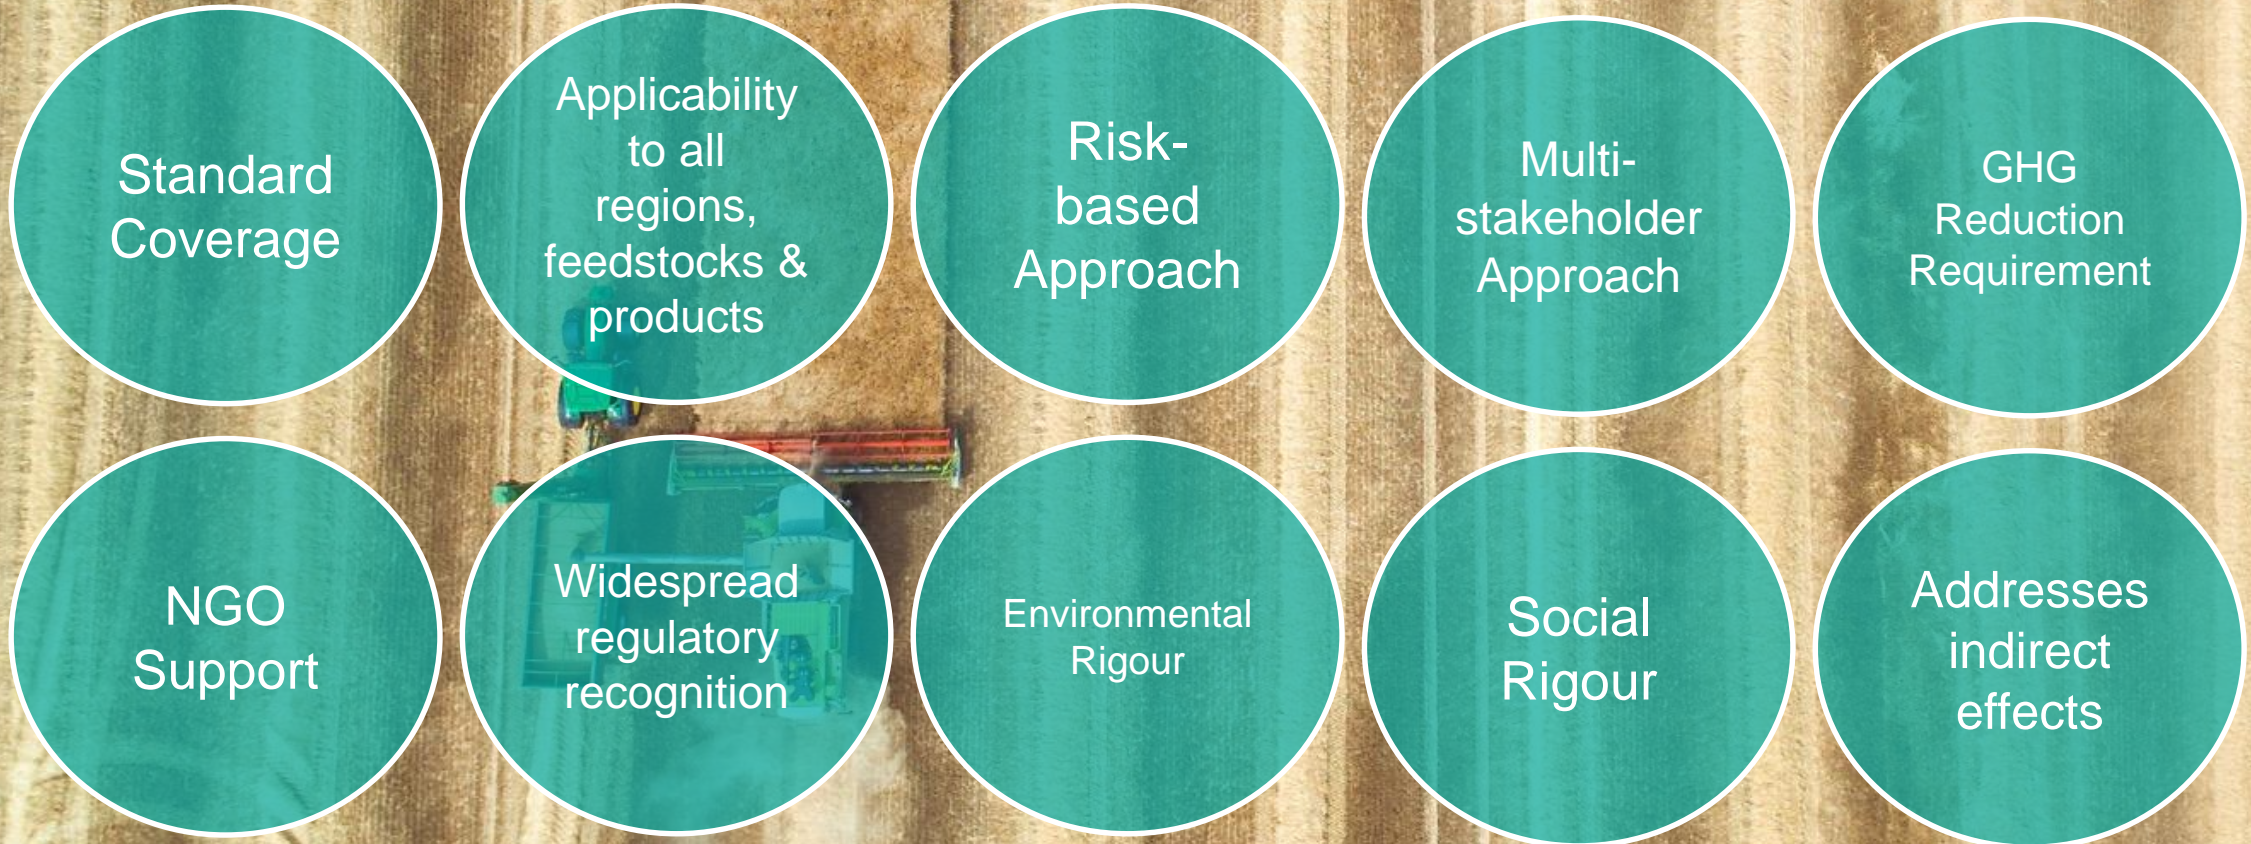 Standard
Coverage
Applicability
to all
regions,
feedstocks &
products
Risk-
based
Approach
Multi-
stakeholder
Approach
GHG
Reduction
Requirement
NGO
Support
Widespread
regulatory
recognition
Environmental
Rigour
Social
Rigour
Addresses
indirect
effects